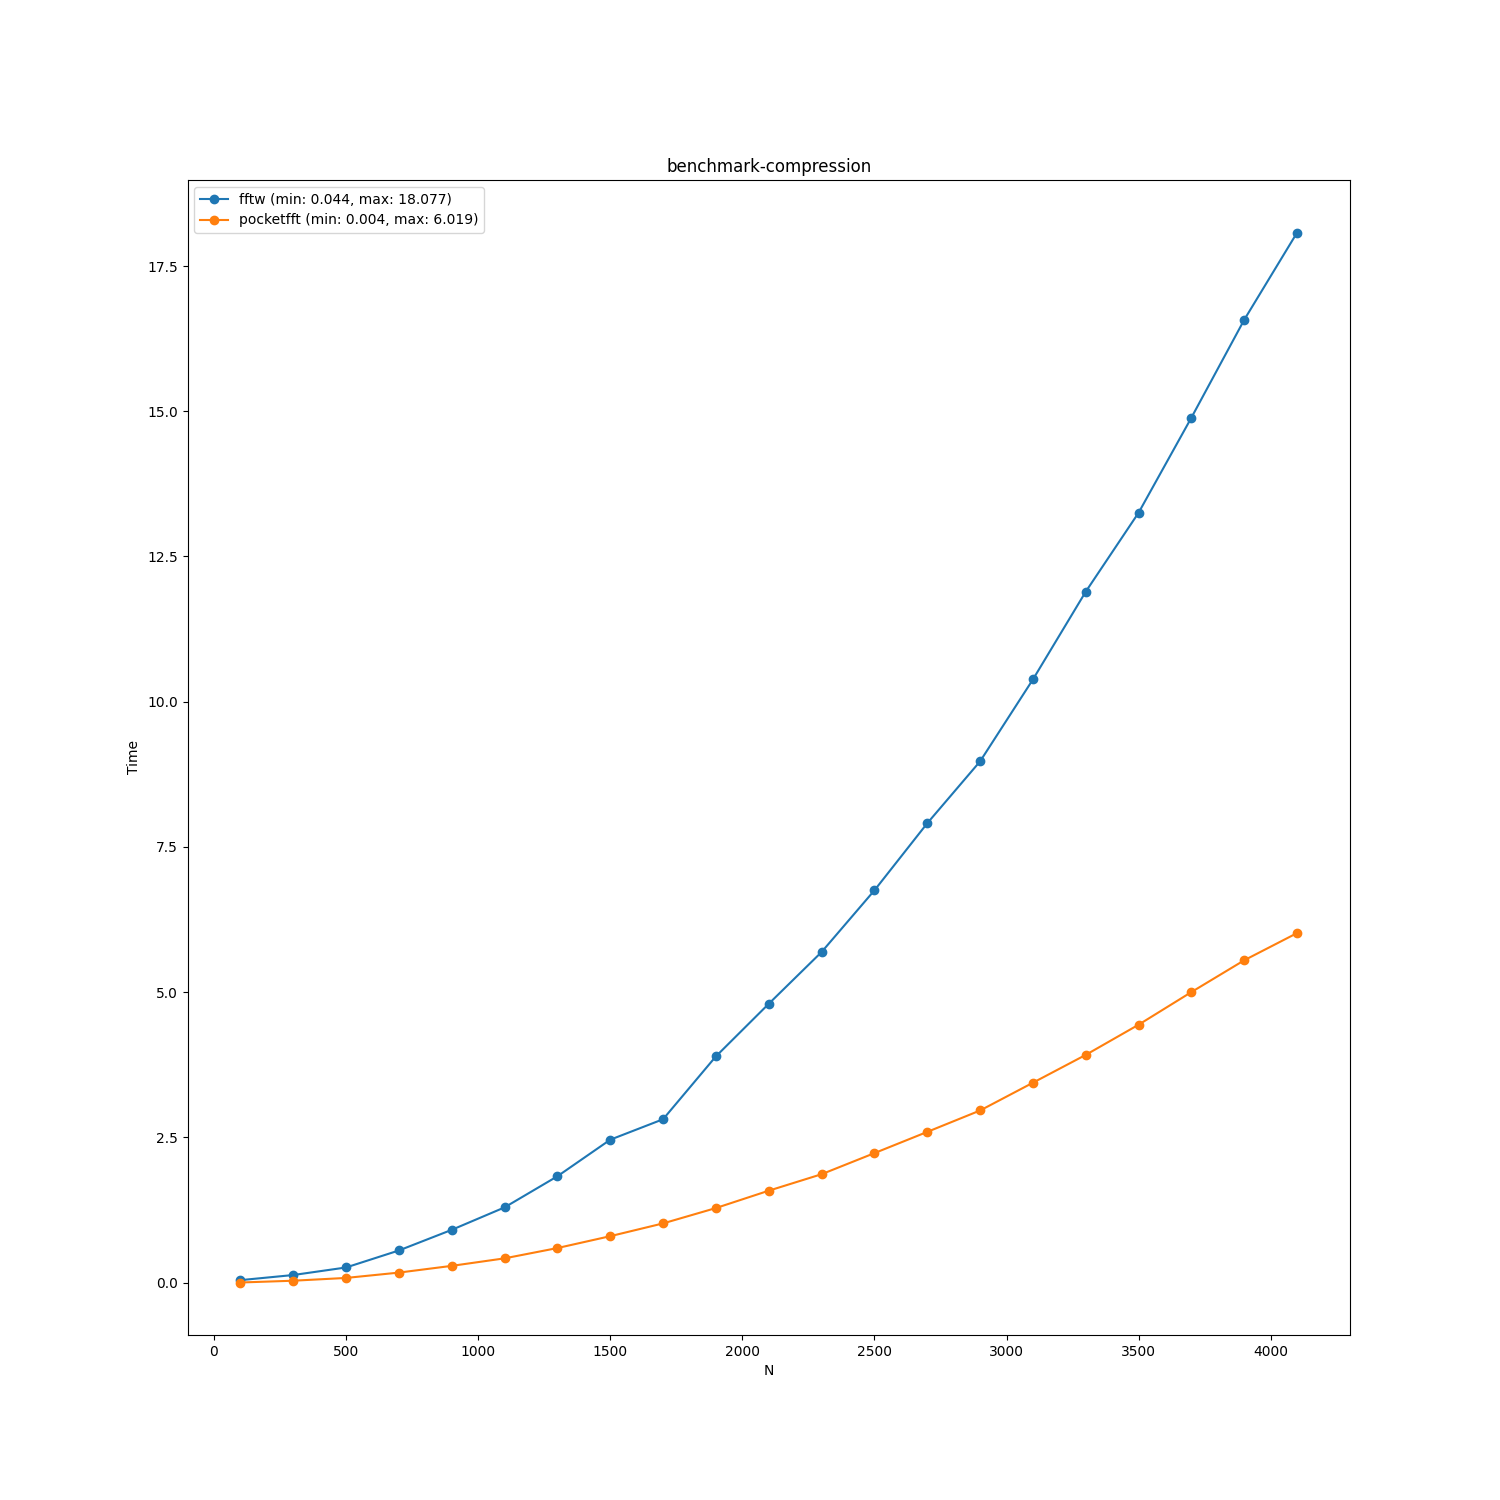 benchmark-compression
fftw (min: 0.044, max: 18.077)
pocketfft (min: 0.004, max: 6.019)
17.5
15.0
12.5
10.0
7.5
5.0
2.5
0.0
Time
0 500 1000 1500 2000 2500 3000 3500 4000
N